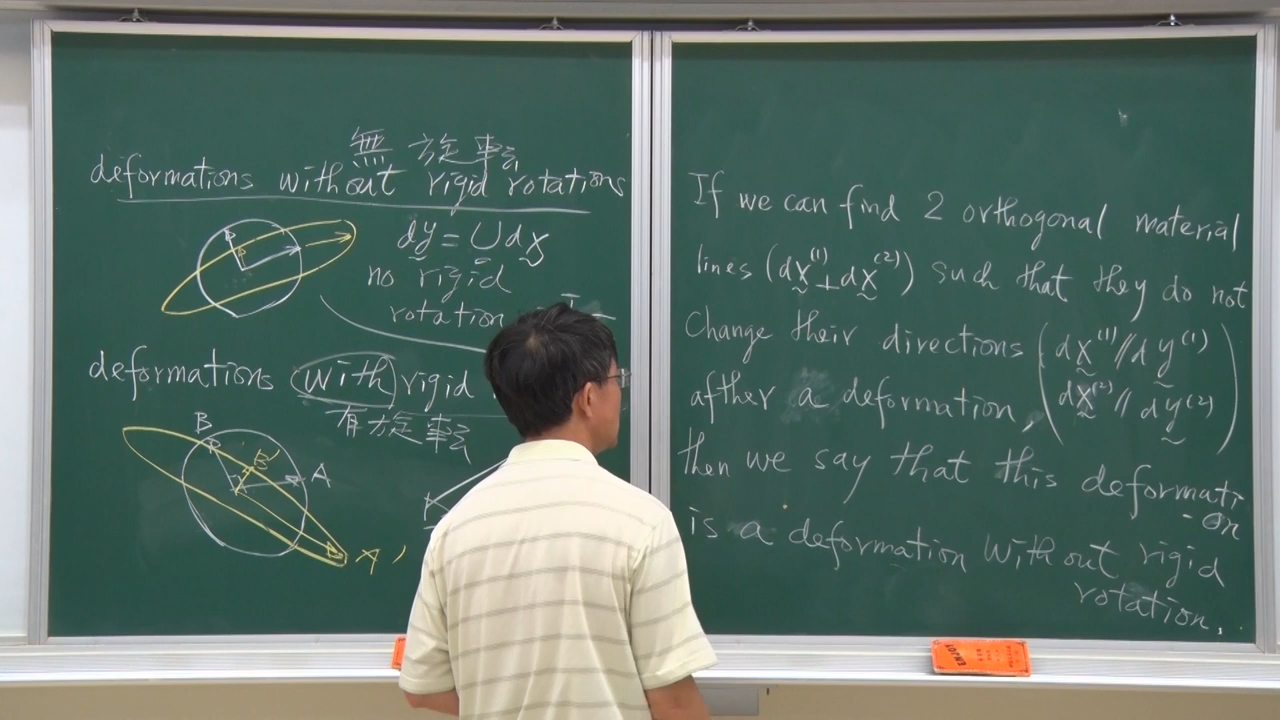 無旋轉
deformations without rigid rotations
dy = U dx
no rigid
rotation
deformations with rigid
有旋轉
B
B'
A
A'
If we can find 2 orthogonal material
lines (dx⁽¹⁾ ⊥ dx⁽²⁾) such that they do not
Change their directions (dx⁽¹⁾ // dy⁽¹⁾
afther a deformation, dx⁽²⁾ // dy⁽²⁾)
then we say that this deformati
-on
is a deformation without rigid
rotation.
ENJOY